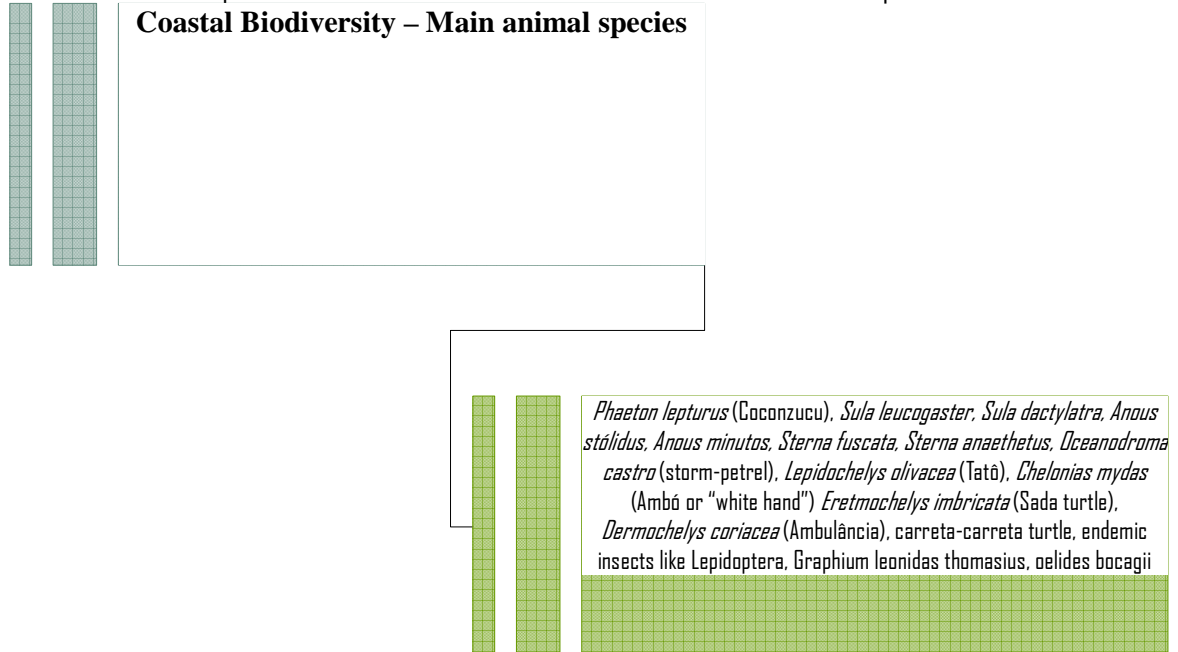 Coastal Biodiversity – Main animal species
Phaeton lepturus (Coconzucu), Sula leucogaster, Sula dactylatra, Anous
stólidus, Anous minutos, Sterna fuscata, Sterna anaethetus, Oceanodroma
castro (storm-petrel), Lepidochelys olivacea (Tatô), Chelonias mydas
(Ambó or “white hand”) Eretmochelys imbricata (Sada turtle),
Dermochelys coriacea (Ambulância), carreta-carreta turtle, endemic
insects like Lepidoptera, Graphium leonidas thomasius, oelides bocagii